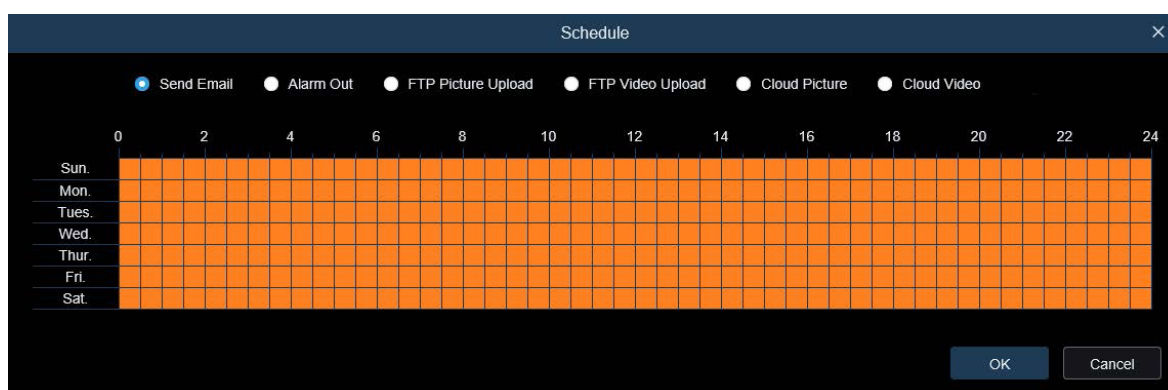 Schedule
Send Email Alarm Out FTP Picture Upload FTP Video Upload Cloud Picture Cloud Video
0 2 4 6 8 10 12 14 16 18 20 22 24
Sun.
Mon.
Tues.
Wed.
Thur.
Fri.
Sat.
OK Cancel